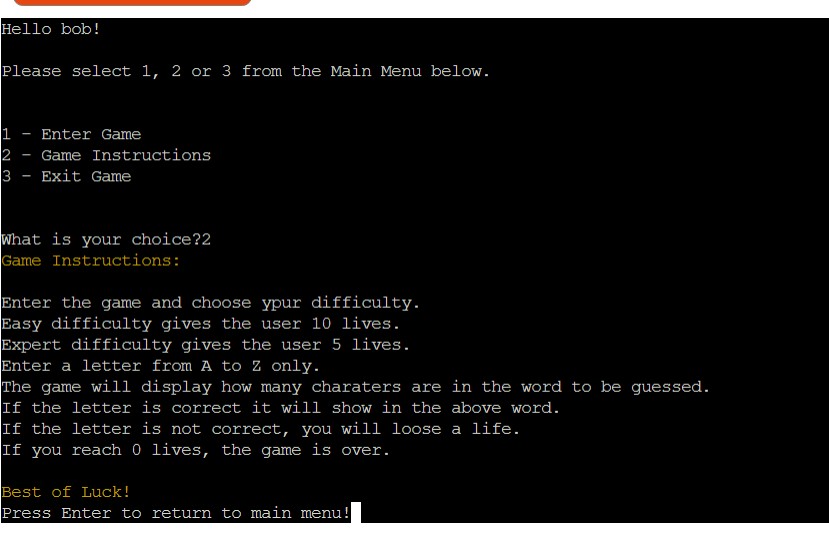 Hello bob!
Please select 1, 2 or 3 from the Main Menu below.
1 - Enter Game
2 - Game Instructions
3 - Exit Game
What is your choice?2
Game Instructions:
Enter the game and choose ypur difficulty.
Easy difficulty gives the user 10 lives.
Expert difficulty gives the user 5 lives.
Enter a letter from A to Z only.
The game will display how many charaters are in the word to be guessed.
If the letter is correct it will show in the above word.
If the letter is not correct, you will loose a life.
If you reach 0 lives, the game is over.
Best of Luck!
Press Enter to return to main menu!